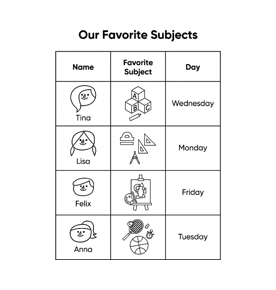 Our Favorite Subjects
Name
Favorite
Subject
Day
A
B C
Tina
Wednesday
Lisa
Monday
Felix
Friday
Anna
Tuesday